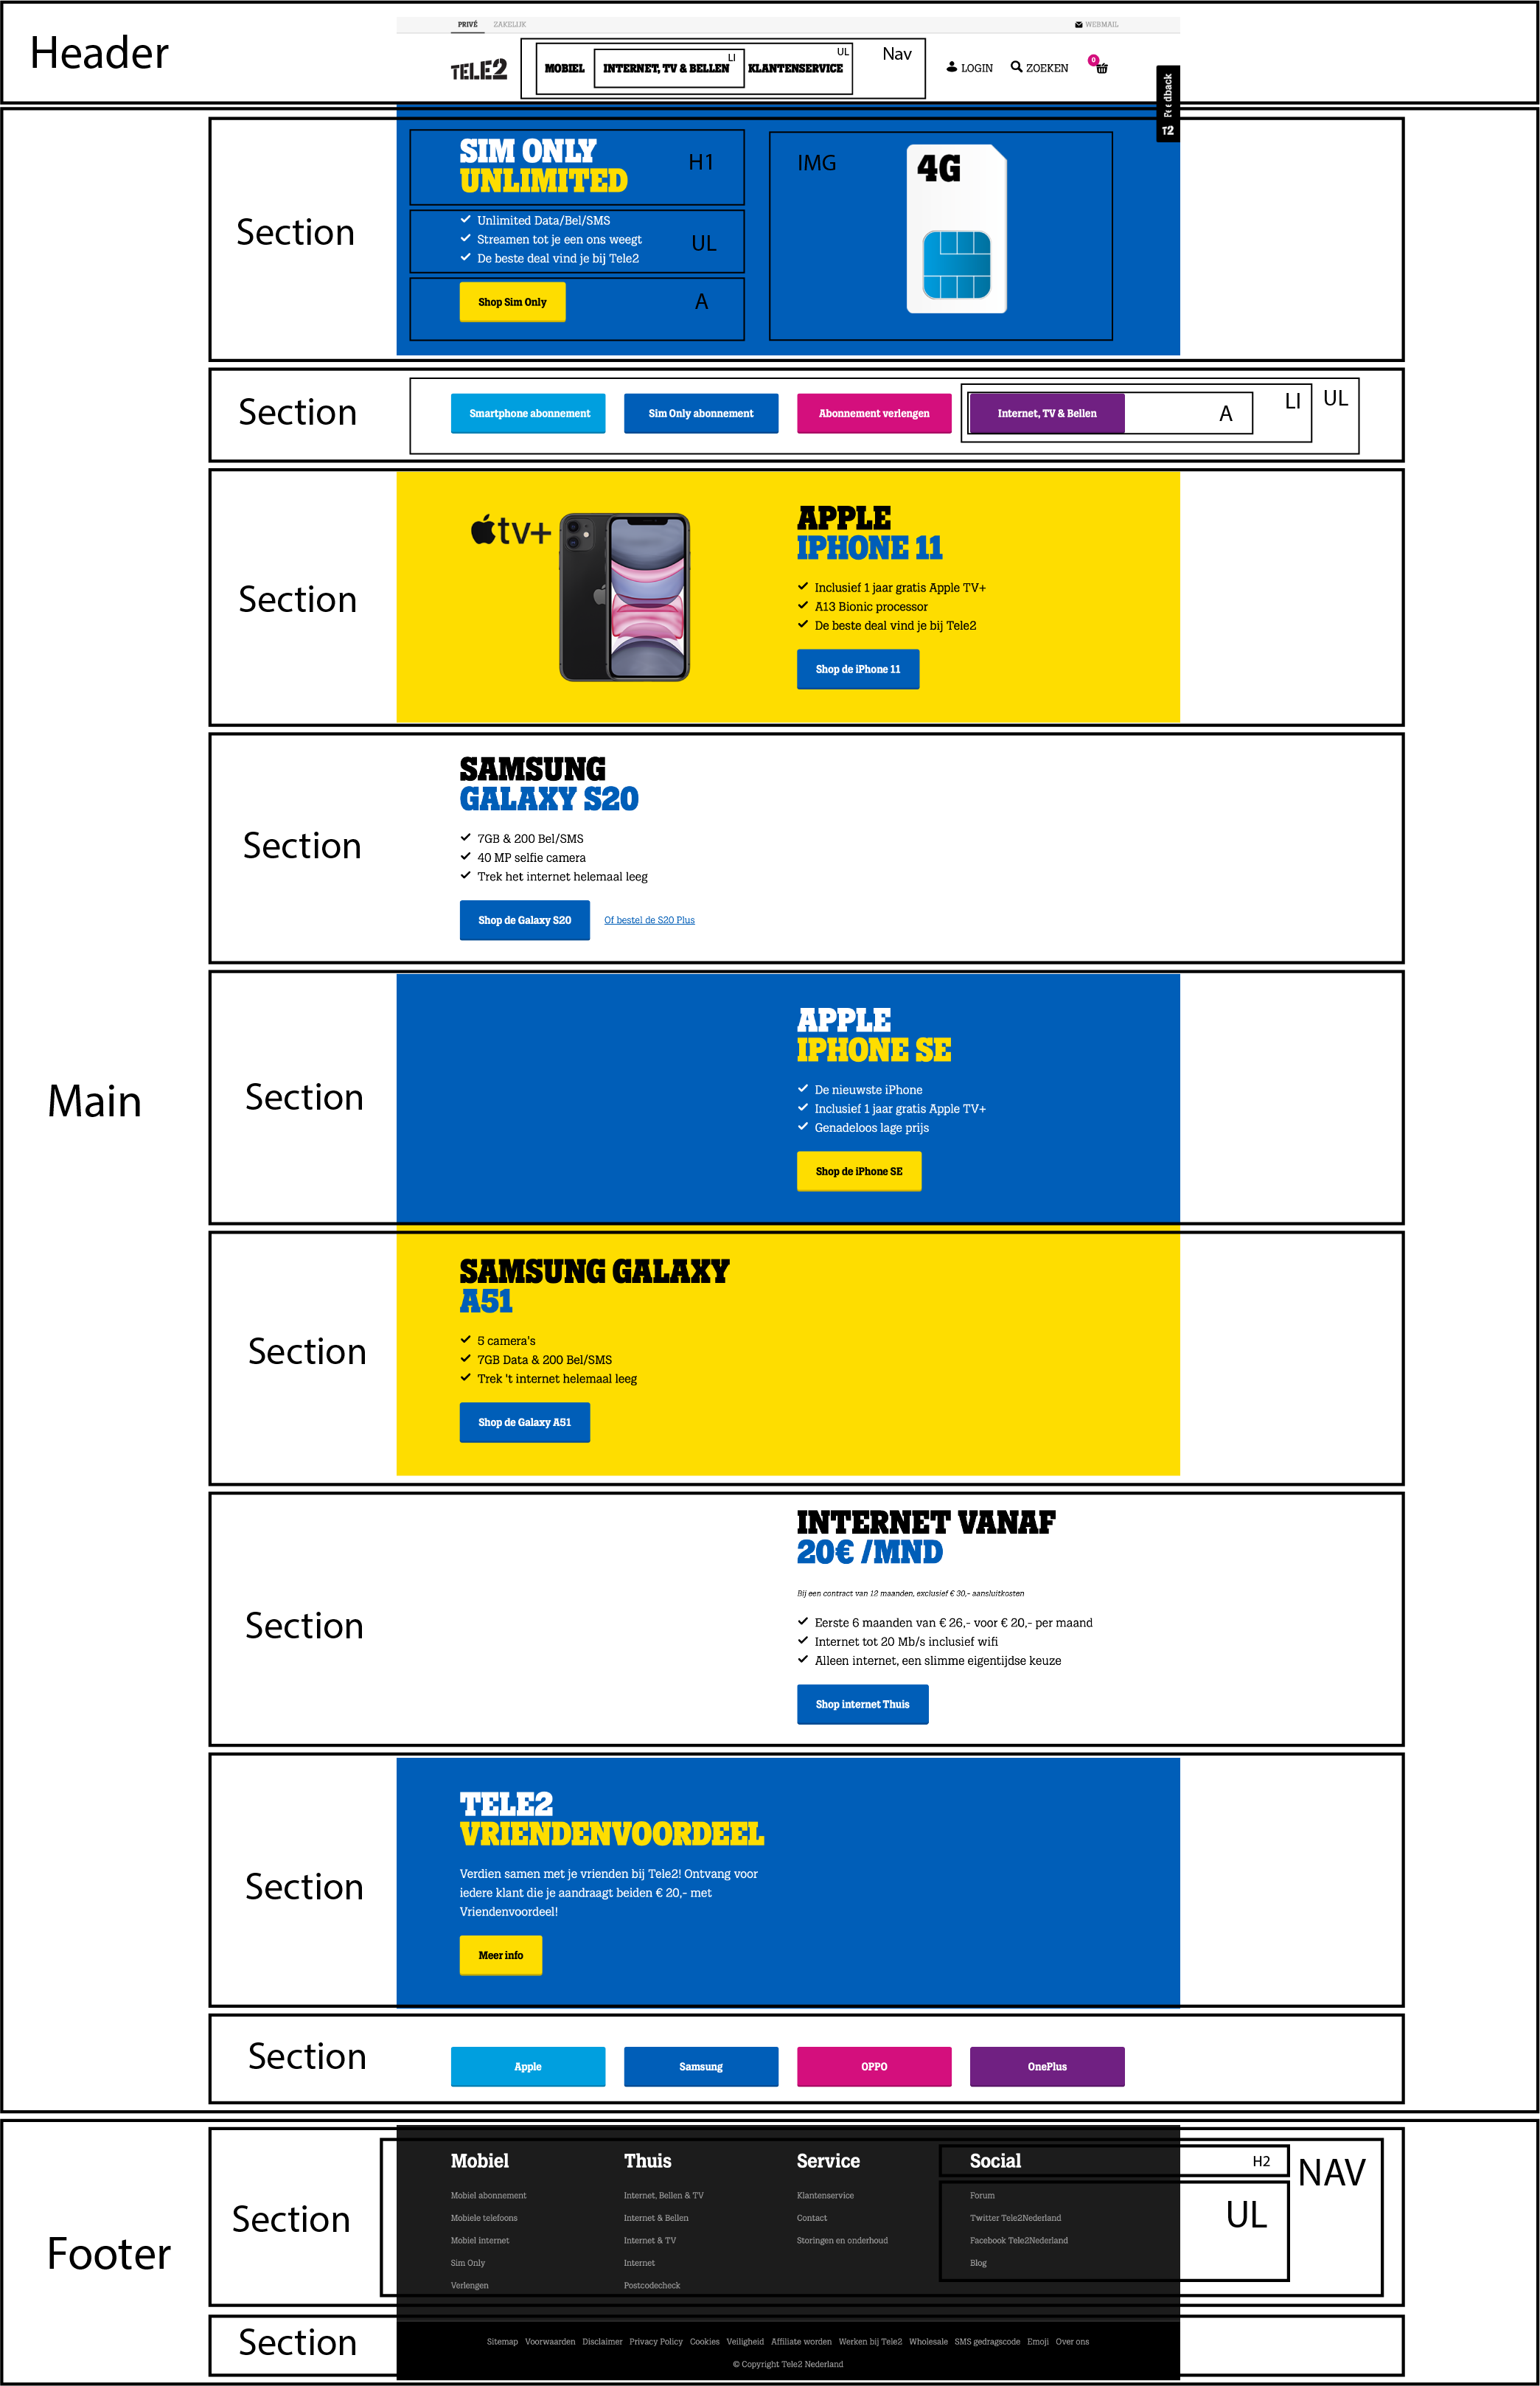 PRIVÉ ZAKELIJK WEBMAIL
Header
TELE2
MOBIEL INTERNET, TV & BELLEN LI KLANTENSERVICE UL Nav
LOGIN ZOEKEN 0
Feedback
T2
Section
SIM ONLY
UNLIMITED
H1
Unlimited Data/Bel/SMS
Streamen tot je een ons weegt
De beste deal vind je bij Tele2
UL
Shop Sim Only
A
IMG
4G
Section
Smartphone abonnement Sim Only abonnement Abonnement verlengen Internet, TV & Bellen A LI UL
Section
tv+
APPLE
IPHONE 11
Inclusief 1 jaar gratis Apple TV+
A13 Bionic processor
De beste deal vind je bij Tele2
Shop de iPhone 11
Section
SAMSUNG
GALAXY S20
7GB & 200 Bel/SMS
40 MP selfie camera
Trek het internet helemaal leeg
Shop de Galaxy S20 Of bestel de S20 Plus
Main
Section
APPLE
IPHONE SE
De nieuwste iPhone
Inclusief 1 jaar gratis Apple TV+
Genadeloos lage prijs
Shop de iPhone SE
Section
SAMSUNG GALAXY
A51
5 camera's
7GB Data & 200 Bel/SMS
Trek 't internet helemaal leeg
Shop de Galaxy A51
Section
INTERNET VANAF
20€ /MND
Bij een contract van 12 maanden, exclusief € 30,- aansluitkosten
Eerste 6 maanden van € 26,- voor € 20,- per maand
Internet tot 20 Mb/s inclusief wifi
Alleen internet, een slimme eigentijdse keuze
Shop internet Thuis
Section
TELE2
VRIENDENVOORDEEL
Verdien samen met je vrienden bij Tele2! Ontvang voor
iedere klant die je aandraagt beiden € 20,- met
Vriendenvoordeel!
Meer info
Section
Apple Samsung OPPO OnePlus
Footer
Section
Mobiel
Mobiel abonnement
Mobiele telefoons
Mobiel internet
Sim Only
Verlengen
Thuis
Internet, Bellen & TV
Internet & Bellen
Internet & TV
Internet
Postcodecheck
Service
Klantenservice
Contact
Storingen en onderhoud
Social
H2
NAV
Forum
Twitter Tele2Nederland
Facebook Tele2Nederland
Blog
UL
Section
Sitemap Voorwaarden Disclaimer Privacy Policy Cookies Veiligheid Affiliate worden Werken bij Tele2 Wholesale SMS gedragscode Emoji Over ons
© Copyright Tele2 Nederland